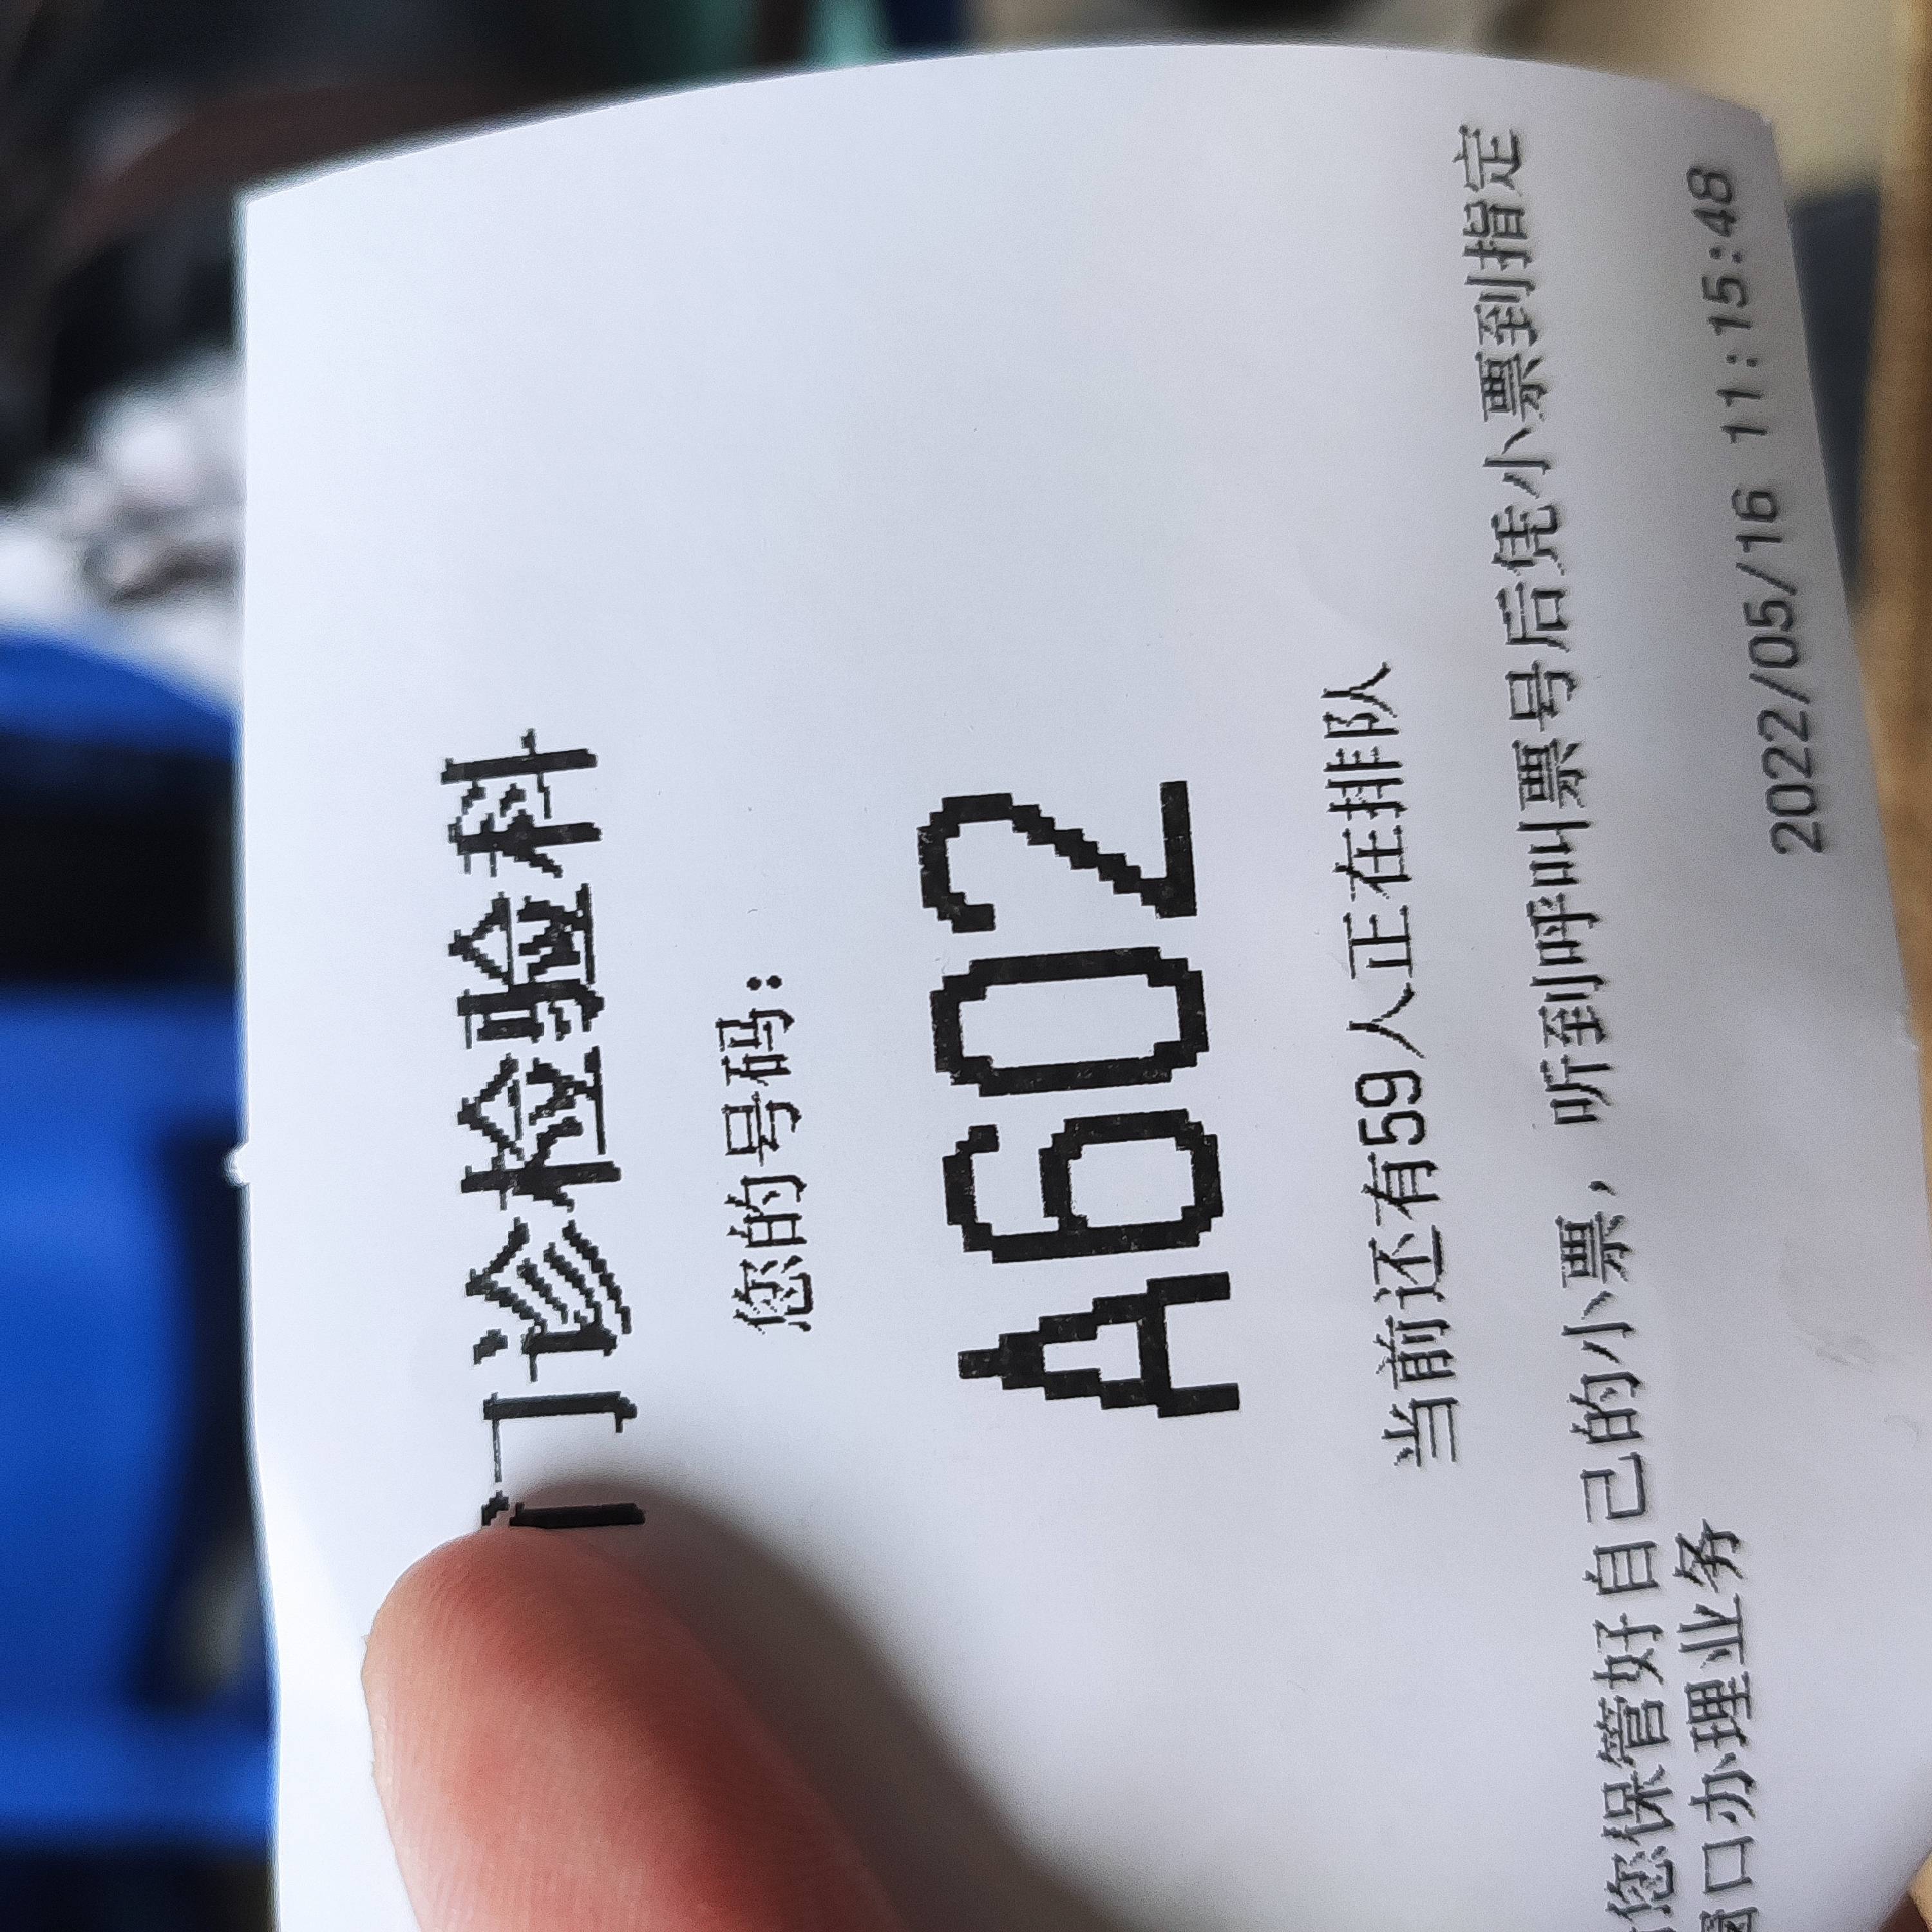 门诊检验科
您的号码:
A602
当前还有59人正在排队
您保管好自己的小票, 听到呼叫票号后凭小票到指定
窗口办理业务
2022/05/16 11:15:48